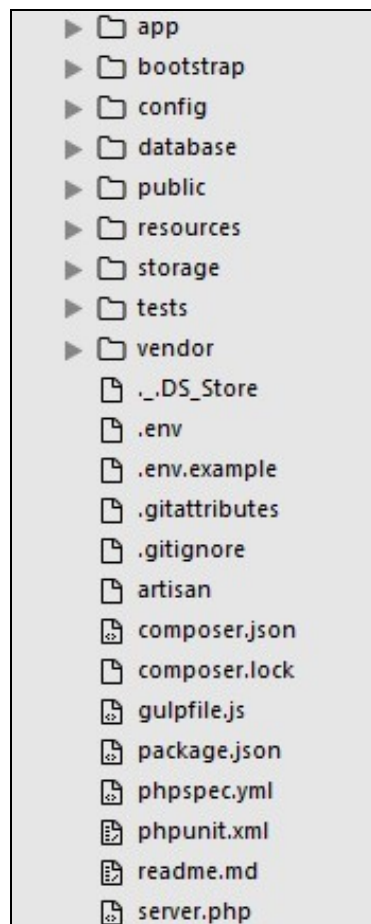 app
bootstrap
config
database
public
resources
storage
tests
vendor
._.DS_Store
.env
.env.example
.gitattributes
.gitignore
artisan
composer.json
composer.lock
gulpfile.js
package.json
phpspec.yml
phpunit.xml
readme.md
server.php